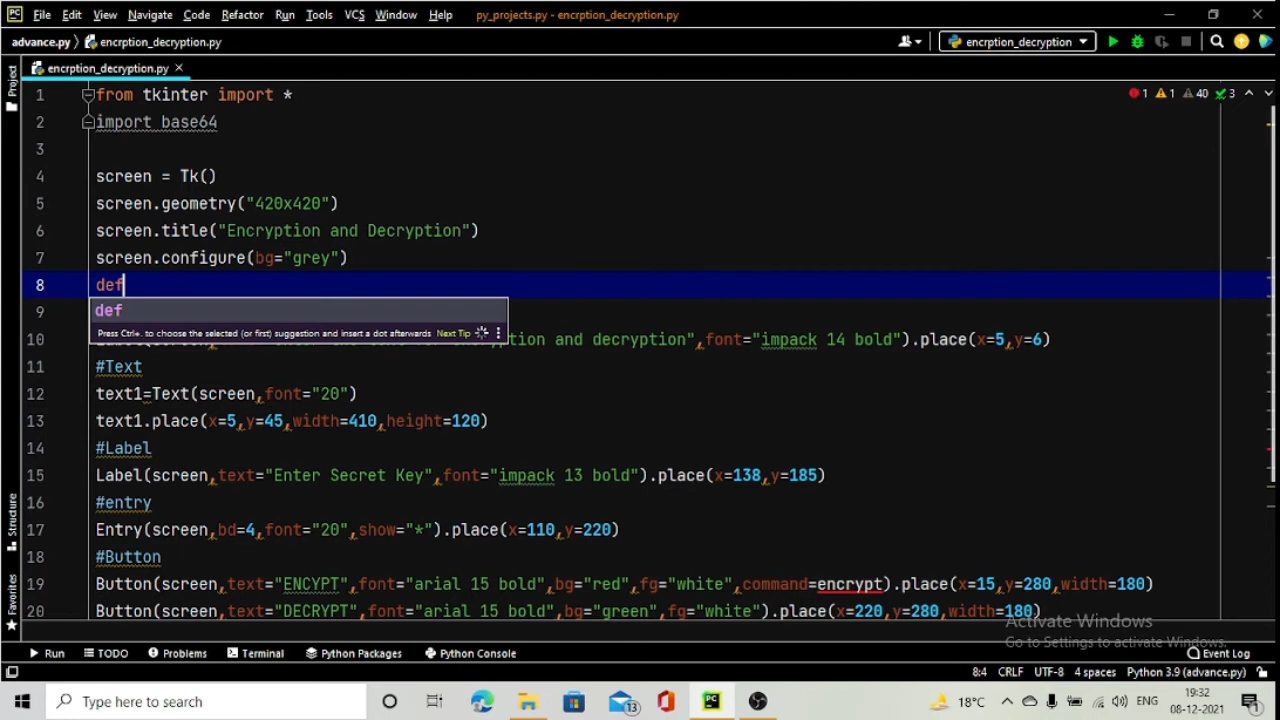 PC File Edit View Navigate Code Refactor Run Tools VCS Window Help py_projects.py - encrption_decryption.py
advance.py encrption_decryption.py encrption_decryption
Project
encrption_decryption.py
1 from tkinter import * 1 1 40 3
2 import base64
3
4 screen = Tk()
5 screen.geometry("420x420")
6 screen.title("Encryption and Decryption")
7 screen.configure(bg="grey")
8 def
def
9
Press Ctrl+. to choose the selected (or first) suggestion and insert a dot afterwards Next Tip
10 and decryption",font="impack 14 bold").place(x=5,y=6)
11 #Text
12 text1=Text(screen,font="20")
13 text1.place(x=5,y=45,width=410,height=120)
14 #Label
15 Label(screen,text="Enter Secret Key",font="impack 13 bold").place(x=138,y=185)
16 #entry
17 Entry(screen,bd=4,font="20",show="*").place(x=110,y=220)
18 #Button
19 Button(screen,text="ENCYPT",font="arial 15 bold",bg="red",fg="white",command=encrypt).place(x=15,y=280,width=180)
20 Button(screen,text="DECRYPT",font="arial 15 bold",bg="green",fg="white").place(x=220,y=280,width=180)
Structure
Favorites
Activate Windows
Go to Settings to activate Windows.
Run TODO Problems Terminal Python Packages Python Console Event Log
8:4 CRLF UTF-8 4 spaces Python 3.9 (advance.py)
Type here to search 13 18°C ENG 19:32
08-12-2021 1